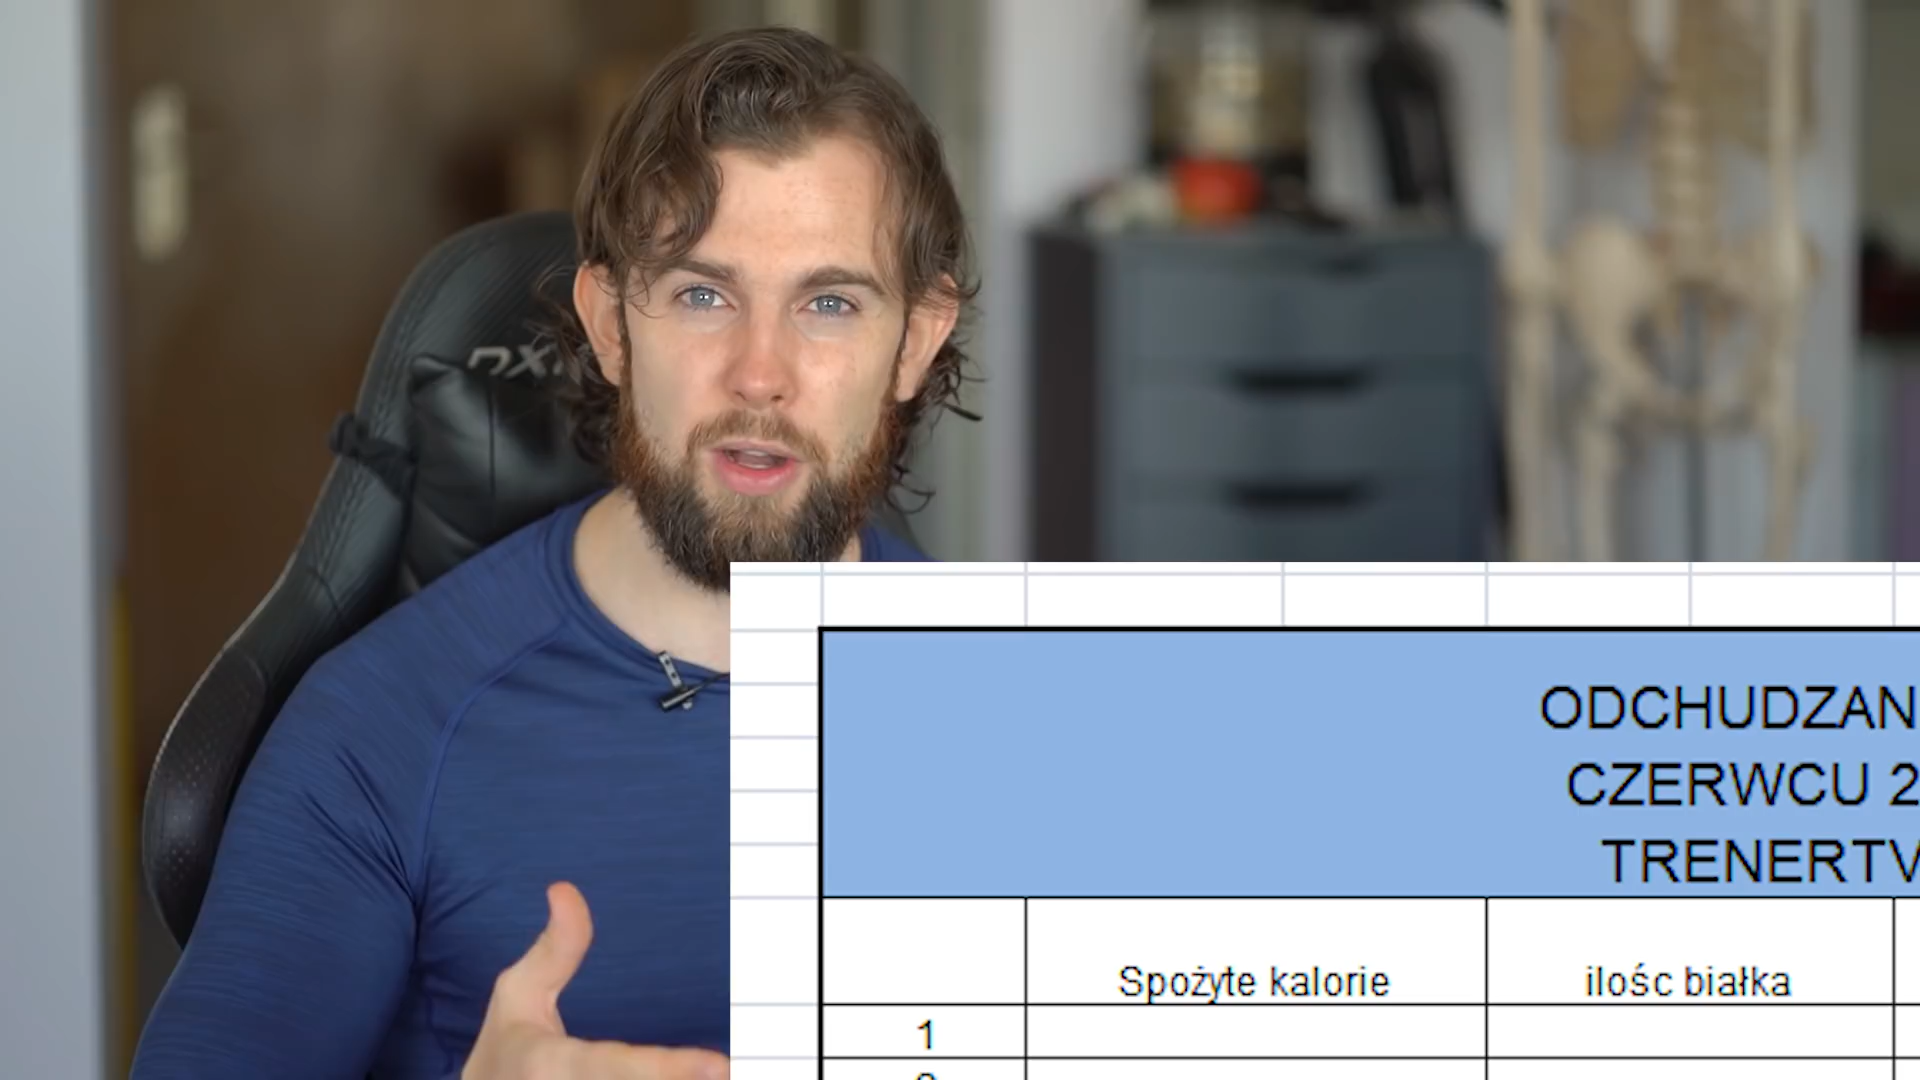 ODCHUDZAN
CZERWCU 2
TRENERTV
Spożyte kalorie
ilośc białka
1